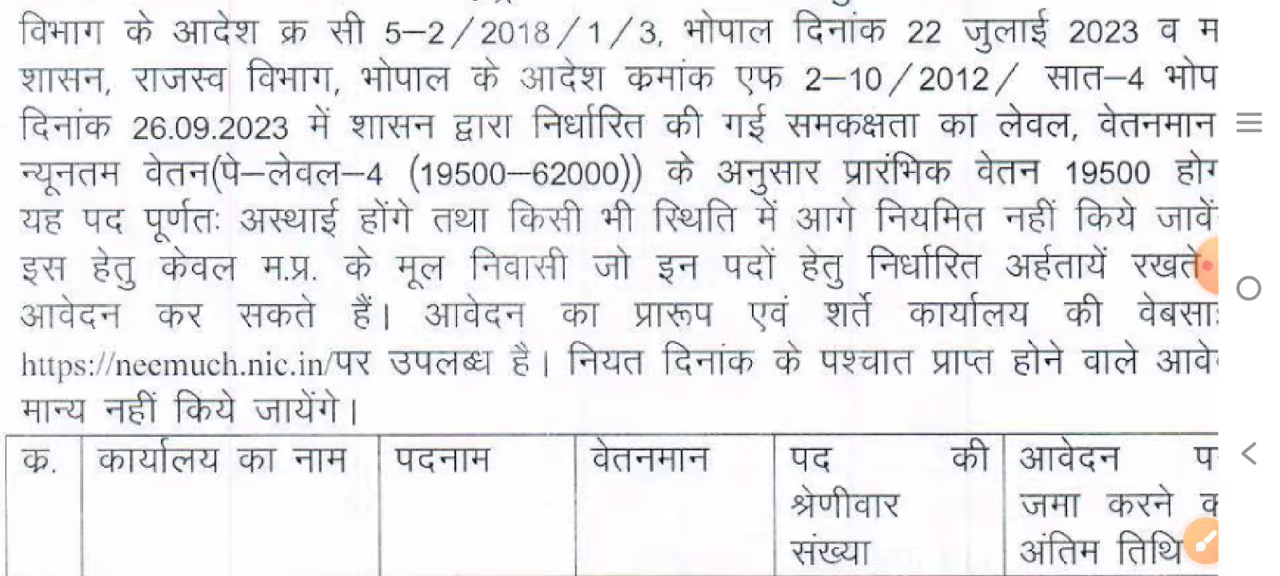 विभाग के आदेश क्र सी 5–2/2018/1/3, भोपाल दिनांक 22 जुलाई 2023 व म
शासन, राजस्व विभाग, भोपाल के आदेश कमांक एफ 2–10/2012/ सात–4 भोप
दिनांक 26.09.2023 में शासन द्वारा निर्धारित की गई समकक्षता का लेवल, वेतनमान
न्यूनतम वेतन(पे–लेवल–4 (19500–62000)) के अनुसार प्रारंभिक वेतन 19500 होग
यह पद पूर्णतः अस्थाई होंगे तथा किसी भी स्थिति में आगे नियमित नहीं किये जावें
इस हेतु केवल म.प्र. के मूल निवासी जो इन पदों हेतु निर्धारित अर्हतायें रखते
आवेदन कर सकते हैं। आवेदन का प्रारूप एवं शर्ते कार्यालय की वेबसा
https://neemuch.nic.in/पर उपलब्ध है। नियत दिनांक के पश्चात प्राप्त होने वाले आवे
मान्य नहीं किये जायेंगे।
क. कार्यालय का नाम पदनाम वेतनमान पद की आवेदन प
श्रेणीवार जमा करने क
संख्या अंतिम तिथि